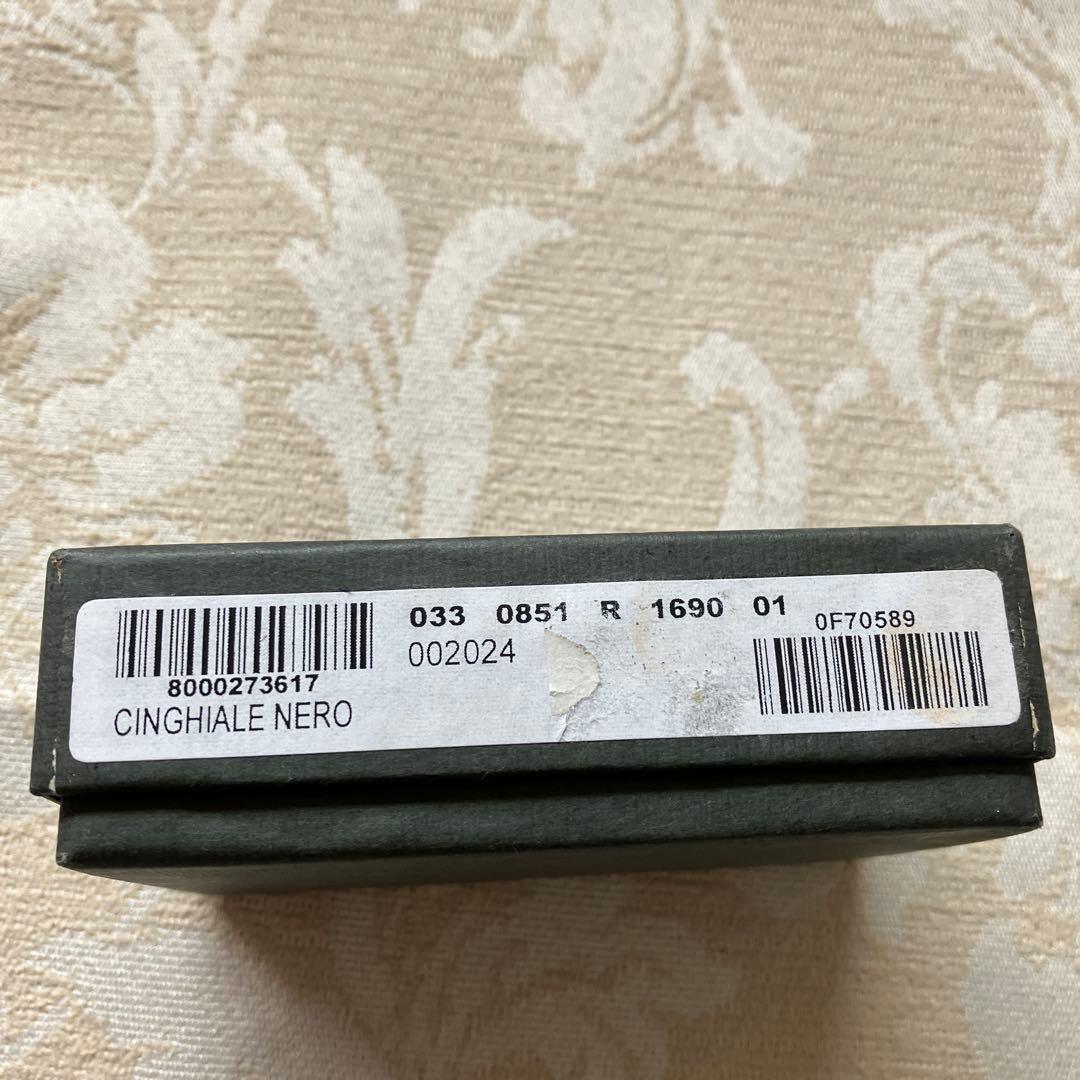 033 0851 R 1690 01
0F70589
002024
8000273617
CINGHIALE NERO